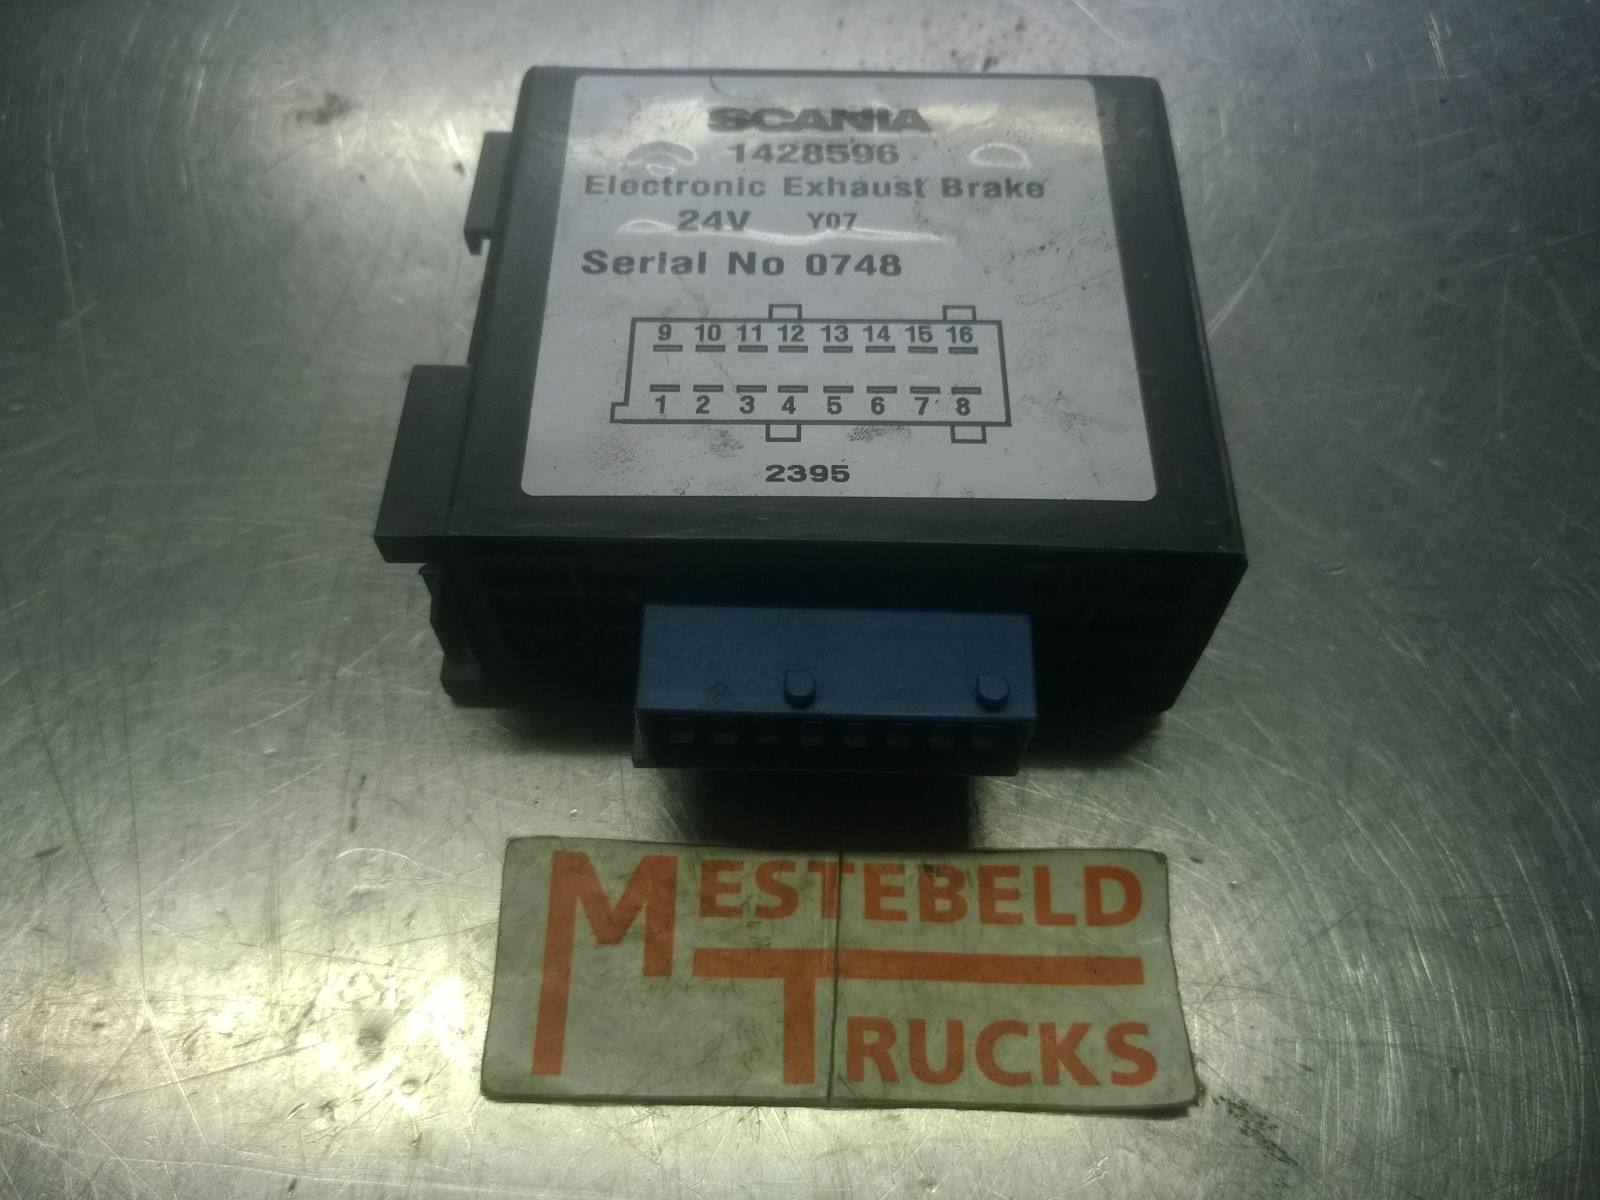 SCANIA
1428596
Electronic Exhaust Brake
24V Y07
Serial No 0748
9 10 11 12 13 14 15 16
1 2 3 4 5 6 7 8
2395
MESTEBELD
TRUCKS